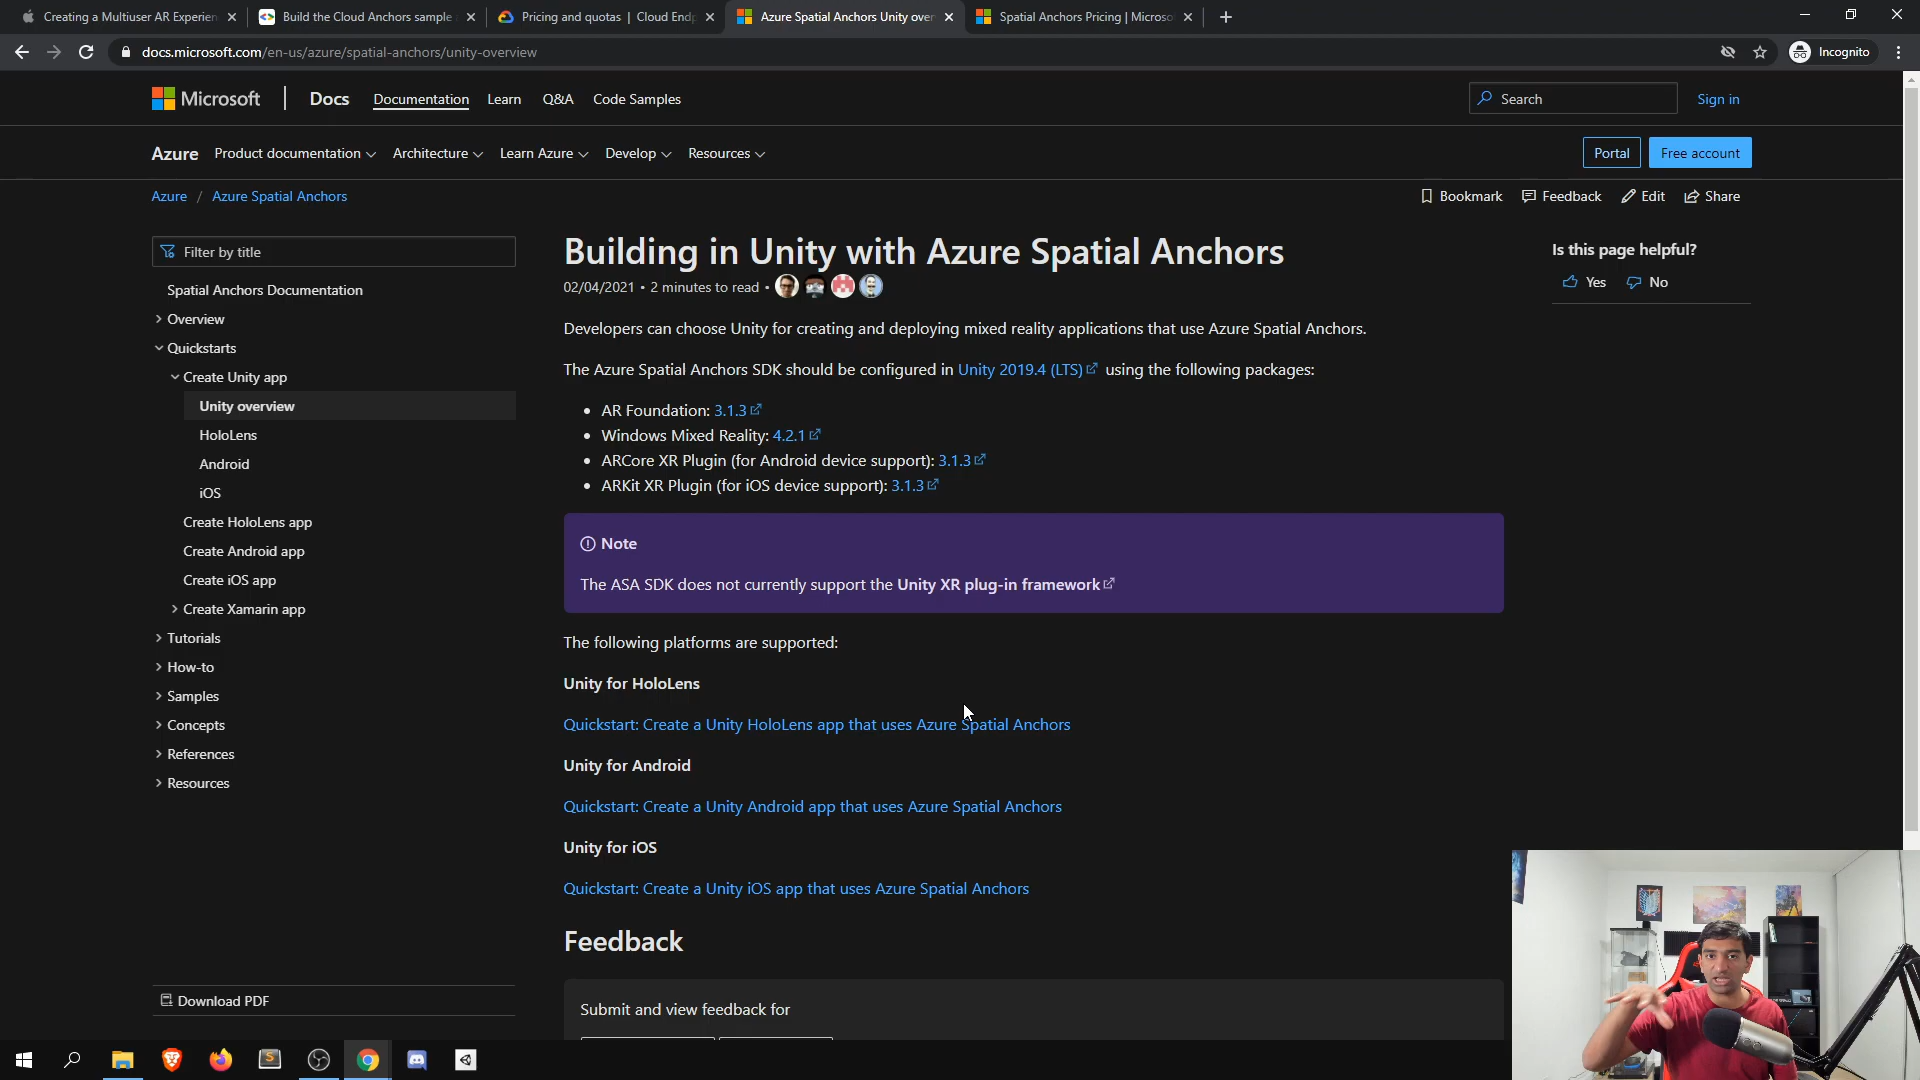 Creating a Multiuser AR Experien
Build the Cloud Anchors sample
Pricing and quotas | Cloud End
Azure Spatial Anchors Unity over
Spatial Anchors Pricing | Microso
docs.microsoft.com/en-us/azure/spatial-anchors/unity-overview
Incognito
Microsoft
Docs
Documentation
Learn
Q&A
Code Samples
Search
Sign in
Azure
Product documentation
Architecture
Learn Azure
Develop
Resources
Portal
Free account
Azure / Azure Spatial Anchors
Bookmark
Feedback
Edit
Share
Filter by title
Spatial Anchors Documentation
Overview
Quickstarts
Create Unity app
Unity overview
HoloLens
Android
iOS
Create HoloLens app
Create Android app
Create iOS app
Create Xamarin app
Tutorials
How-to
Samples
Concepts
References
Resources
Download PDF
Building in Unity with Azure Spatial Anchors
02/04/2021 • 2 minutes to read •
Developers can choose Unity for creating and deploying mixed reality applications that use Azure Spatial Anchors.
The Azure Spatial Anchors SDK should be configured in Unity 2019.4 (LTS) using the following packages:
• AR Foundation: 3.1.3
• Windows Mixed Reality: 4.2.1
• ARCore XR Plugin (for Android device support): 3.1.3
• ARKit XR Plugin (for iOS device support): 3.1.3
Note
The ASA SDK does not currently support the Unity XR plug-in framework
The following platforms are supported:
Unity for HoloLens
Quickstart: Create a Unity HoloLens app that uses Azure Spatial Anchors
Unity for Android
Quickstart: Create a Unity Android app that uses Azure Spatial Anchors
Unity for iOS
Quickstart: Create a Unity iOS app that uses Azure Spatial Anchors
Feedback
Submit and view feedback for
Is this page helpful?
Yes
No